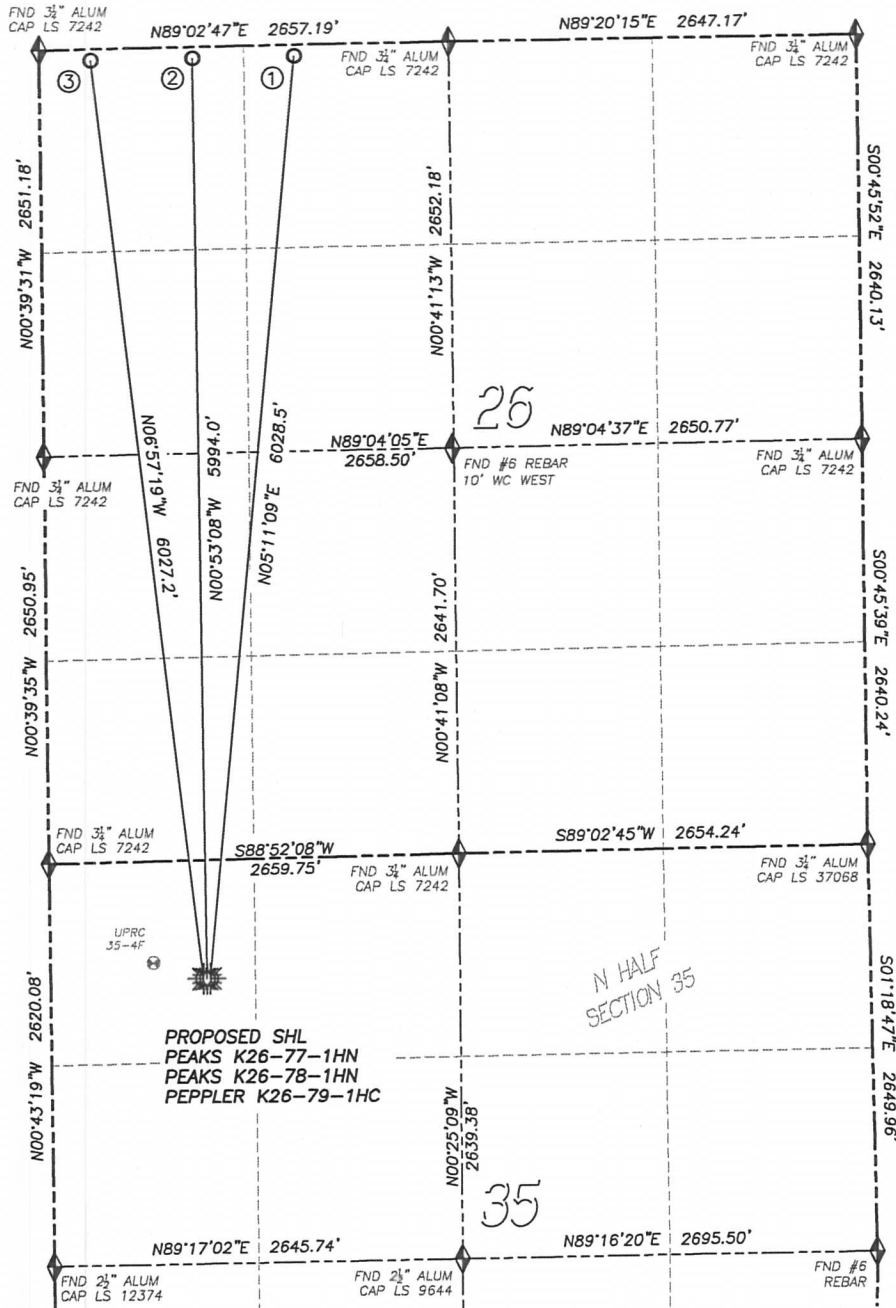 FND 3¼" ALUM
CAP LS 7242
N89°02'47"E 2657.19'
N89°20'15"E 2647.17'
FND 3¼" ALUM
CAP LS 7242
FND 3¼" ALUM
CAP LS 7242
③
②
①
N00°39'31"W 2651.18'
N00°41'13"W 2652.18'
S00°45'52"E 2640.13'
26
N89°04'05"E
2658.50'
N89°04'37"E 2650.77'
FND 3¼" ALUM
CAP LS 7242
FND #6 REBAR
10' WC WEST
FND 3¼" ALUM
CAP LS 7242
N06°57'19"W 6027.2'
N00°53'08"W 5994.0'
N05°11'09"E 6028.5'
N00°39'35"W 2650.95'
N00°41'08"W 2641.70'
S00°45'39"E 2640.24'
FND 3¼" ALUM
CAP LS 7242
S88°52'08"W
2659.75'
FND 3¼" ALUM
CAP LS 7242
S89°02'45"W 2654.24'
FND 3¼" ALUM
CAP LS 37068
UPRC
35-4F
N HALF
SECTION 35
PROPOSED SHL
PEAKS K26-77-1HN
PEAKS K26-78-1HN
PEPPLER K26-79-1HC
N00°43'19"W 2620.08'
N00°25'09"W
2639.38'
S01°18'47"E 2649.96'
35
N89°17'02"E 2645.74'
N89°16'20"E 2695.50'
FND 2½" ALUM
CAP LS 12374
FND 2½" ALUM
CAP LS 9644
FND #6
REBAR